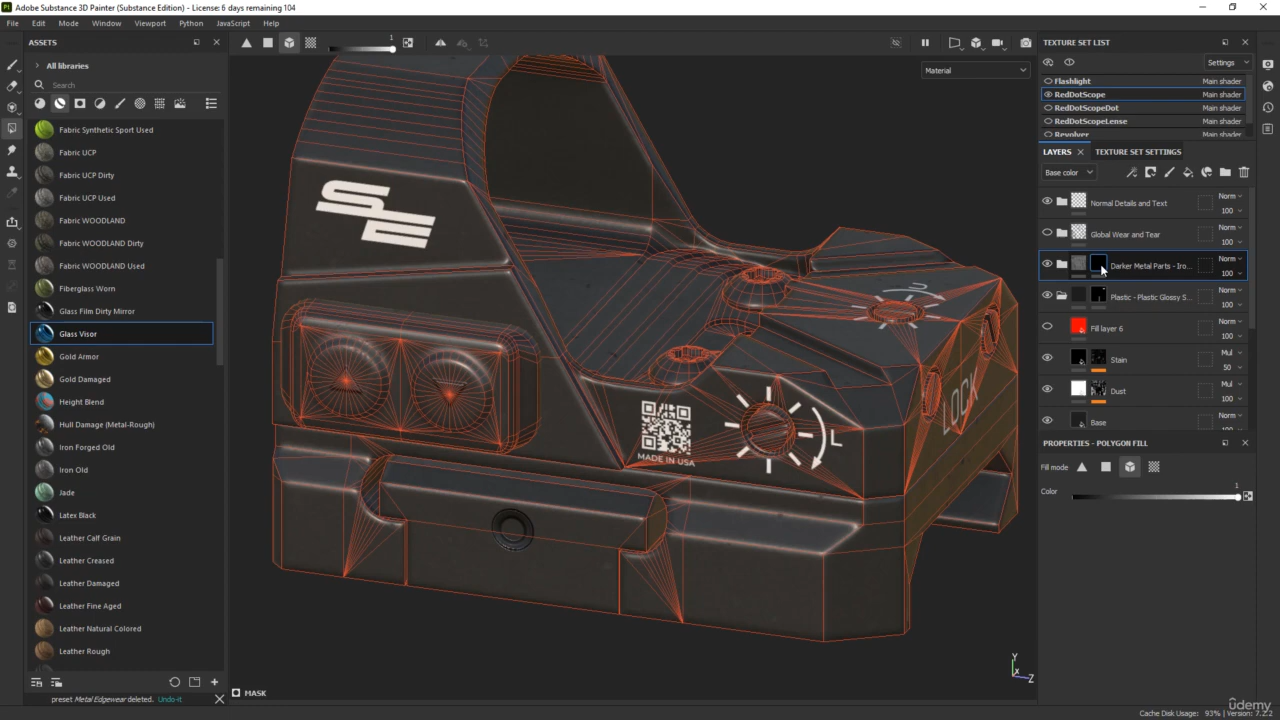 Adobe Substance 3D Painter (Substance Edition) - License: 6 days remaining 104
File Edit Mode Window Viewport Python JavaScript Help
ASSETS
All libraries
Search
Fabric Synthetic Sport Used
Fabric UCP
Fabric UCP Dirty
Fabric UCP Used
Fabric WOODLAND
Fabric WOODLAND Dirty
Fabric WOODLAND Used
Fiberglass Worn
Glass Film Dirty Mirror
Glass Visor
Gold Armor
Gold Damaged
Height Blend
Hull Damage (Metal-Rough)
Iron Forged Old
Iron Old
Jade
Latex Black
Leather Calf Grain
Leather Creased
Leather Damaged
Leather Fine Aged
Leather Natural Colored
Leather Rough
preset Metal Edgewear deleted. Undo-it
1
Material
SE
U
LOCK
L
MADE IN USA
Y
X
Z
MASK
TEXTURE SET LIST
Settings
Flashlight Main shader
RedDotScope Main shader
RedDotScopeDot Main shader
RedDotScopeLense Main shader
Revolver Main shader
LAYERS TEXTURE SET SETTINGS
Base color
Normal Details and Text Norm 100
Global Wear and Tear Norm 100
Darker Metal Parts - Iro... Norm 100
Plastic - Plastic Glossy S... Norm 100
Fill layer 6 Norm 100
Stain Mul 50
Dust Mul 100
Base Norm 100
PROPERTIES - POLYGON FILL
Fill mode
Color 1
udemy
Cache Disk Usage: 93% | Version: 7.2.2